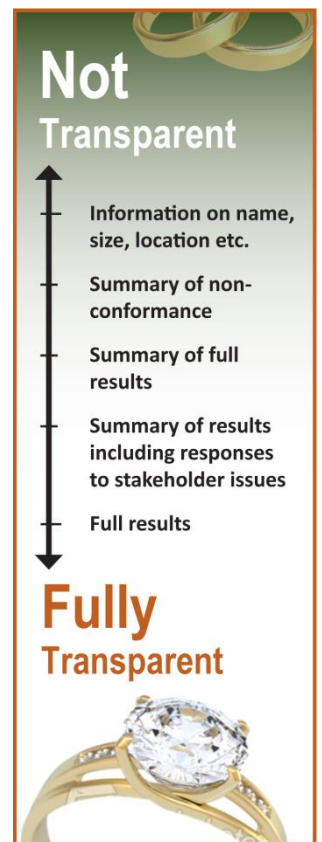 Not
Transparent
Information on name,
size, location etc.
Summary of non-
conformance
Summary of full
results
Summary of results
including responses
to stakeholder issues
Full results
Fully
Transparent